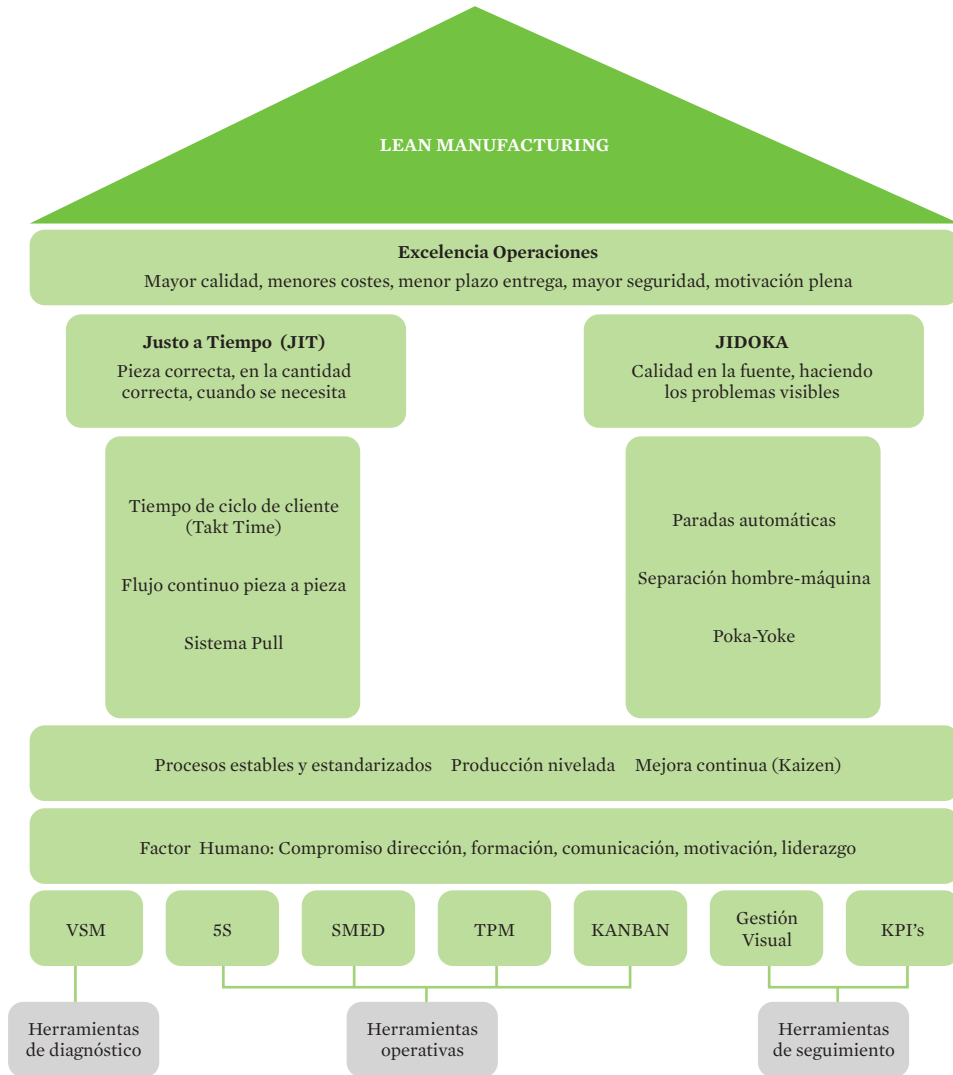 LEAN MANUFACTURING
Excelencia Operaciones
Mayor calidad, menores costes, menor plazo entrega, mayor seguridad, motivación plena
Justo a Tiempo (JIT)
Pieza correcta, en la cantidad
correcta, cuando se necesita
JIDOKA
Calidad en la fuente, haciendo
los problemas visibles
Tiempo de ciclo de cliente
(Takt Time)
Flujo continuo pieza a pieza
Sistema Pull
Paradas automáticas
Separación hombre-máquina
Poka-Yoke
Procesos estables y estandarizados Producción nivelada Mejora continua (Kaizen)
Factor Humano: Compromiso dirección, formación, comunicación, motivación, liderazgo
VSM
5S
SMED
TPM
KANBAN
Gestión
Visual
KPI's
Herramientas
de diagnóstico
Herramientas
operativas
Herramientas
de seguimiento